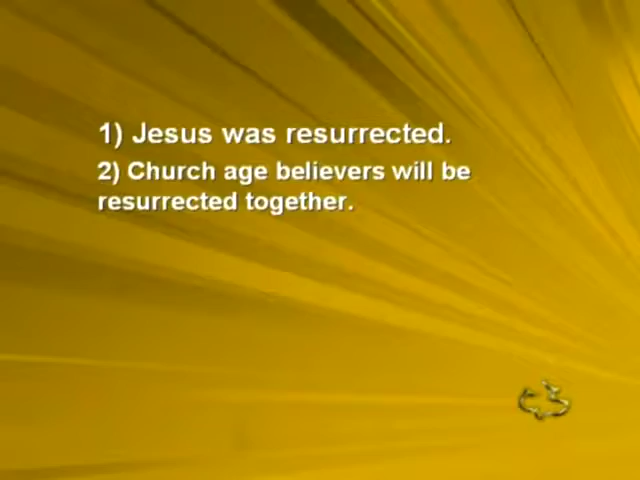 1) Jesus was resurrected.
2) Church age believers will be
resurrected together.